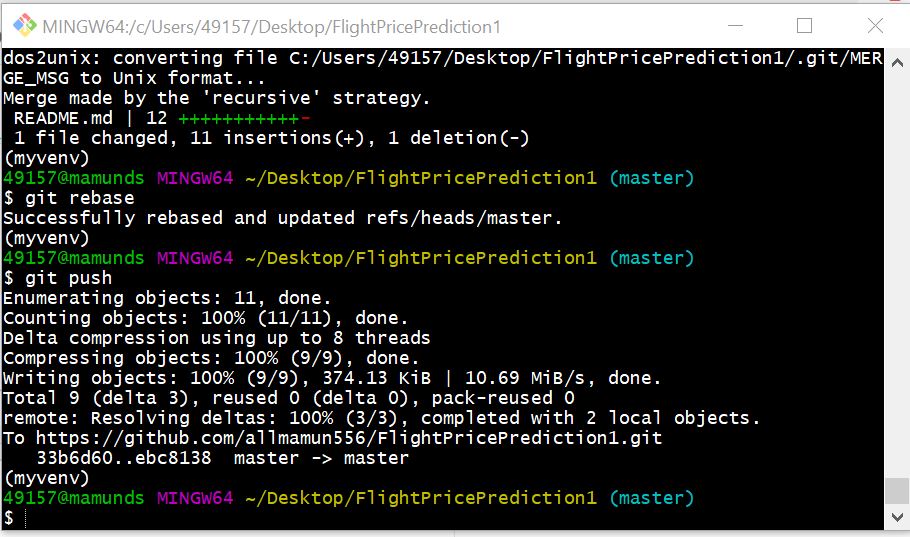 MINGW64:/c/Users/49157/Desktop/FlightPricePrediction1
dos2unix: converting file C:/Users/49157/Desktop/FlightPricePrediction1/.git/MER
GE_MSG to Unix format...
Merge made by the 'recursive' strategy.
 README.md | 12 +++++++++++-
 1 file changed, 11 insertions(+), 1 deletion(-)
(myvenv)
49157@mamunds MINGW64 ~/Desktop/FlightPricePrediction1 (master)
$ git rebase
Successfully rebased and updated refs/heads/master.
(myvenv)
49157@mamunds MINGW64 ~/Desktop/FlightPricePrediction1 (master)
$ git push
Enumerating objects: 11, done.
Counting objects: 100% (11/11), done.
Delta compression using up to 8 threads
Compressing objects: 100% (9/9), done.
Writing objects: 100% (9/9), 374.13 KiB | 10.69 MiB/s, done.
Total 9 (delta 3), reused 0 (delta 0), pack-reused 0
remote: Resolving deltas: 100% (3/3), completed with 2 local objects.
To https://github.com/allmamun556/FlightPricePrediction1.git
   33b6d60..ebc8138  master -> master
(myvenv)
49157@mamunds MINGW64 ~/Desktop/FlightPricePrediction1 (master)
$